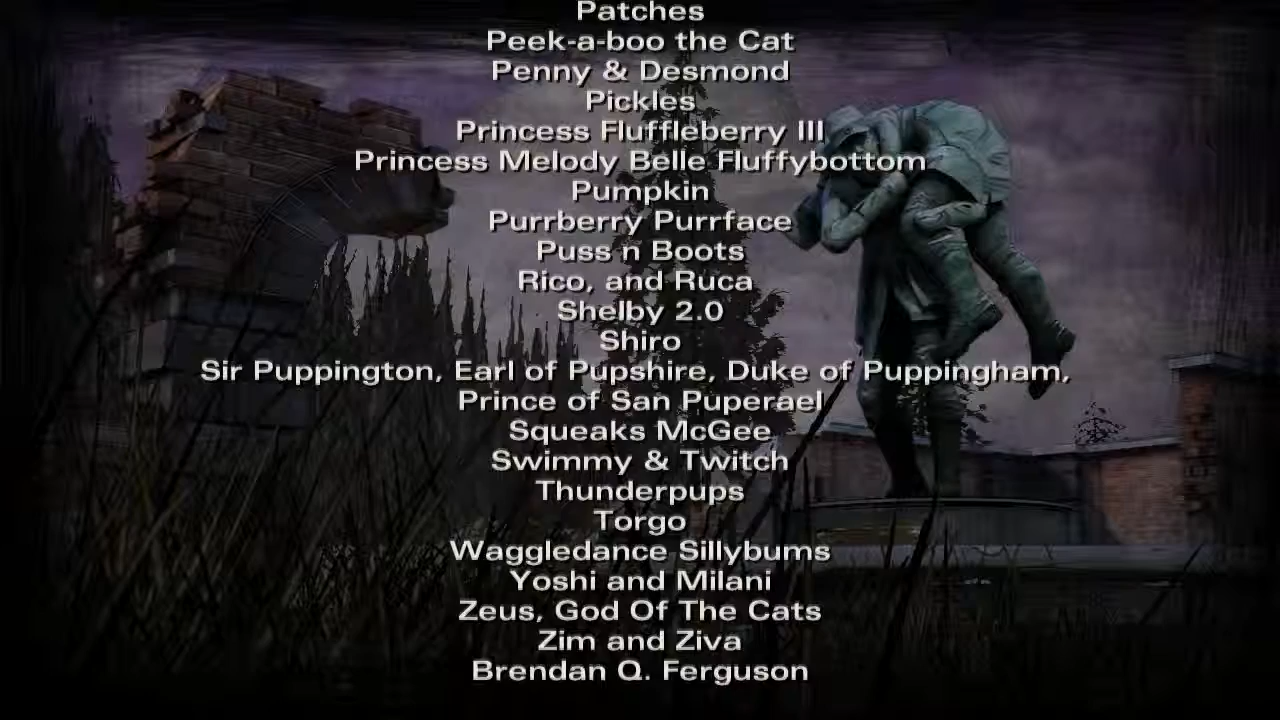 Patches
Peek-a-boo the Cat
Penny & Desmond
Pickles
Princess Fluffleberry III
Princess Melody Belle Fluffybottom
Pumpkin
Purrberry Purrface
Puss n Boots
Rico, and Ruca
Shelby 2.0
Shiro
Sir Puppington, Earl of Pupshire, Duke of Puppingham,
Prince of San Puperael
Squeaks McGee
Swimmy & Twitch
Thunderpups
Torgo
Waggledance Sillybums
Yoshi and Milani
Zeus, God Of The Cats
Zim and Ziva
Brendan Q. Ferguson